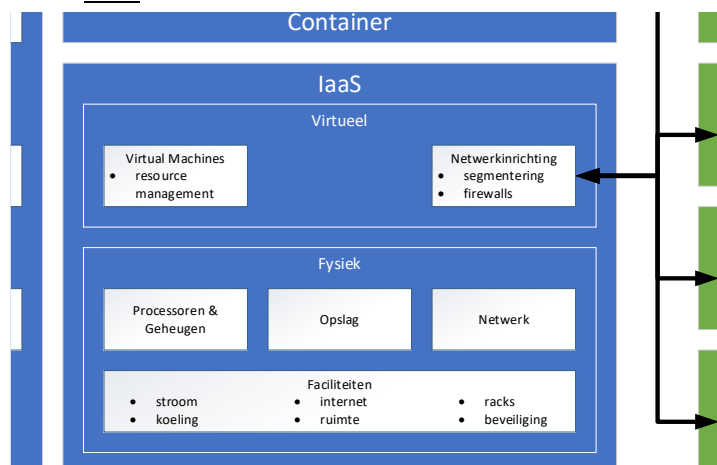 Container
IaaS
Virtueel
Virtual Machines
• resource
management
Netwerkinrichting
• segmentering
• firewalls
Fysiek
Processoren &
Geheugen
Opslag
Netwerk
Faciliteiten
• stroom
• koeling
• internet
• ruimte
• racks
• beveiliging